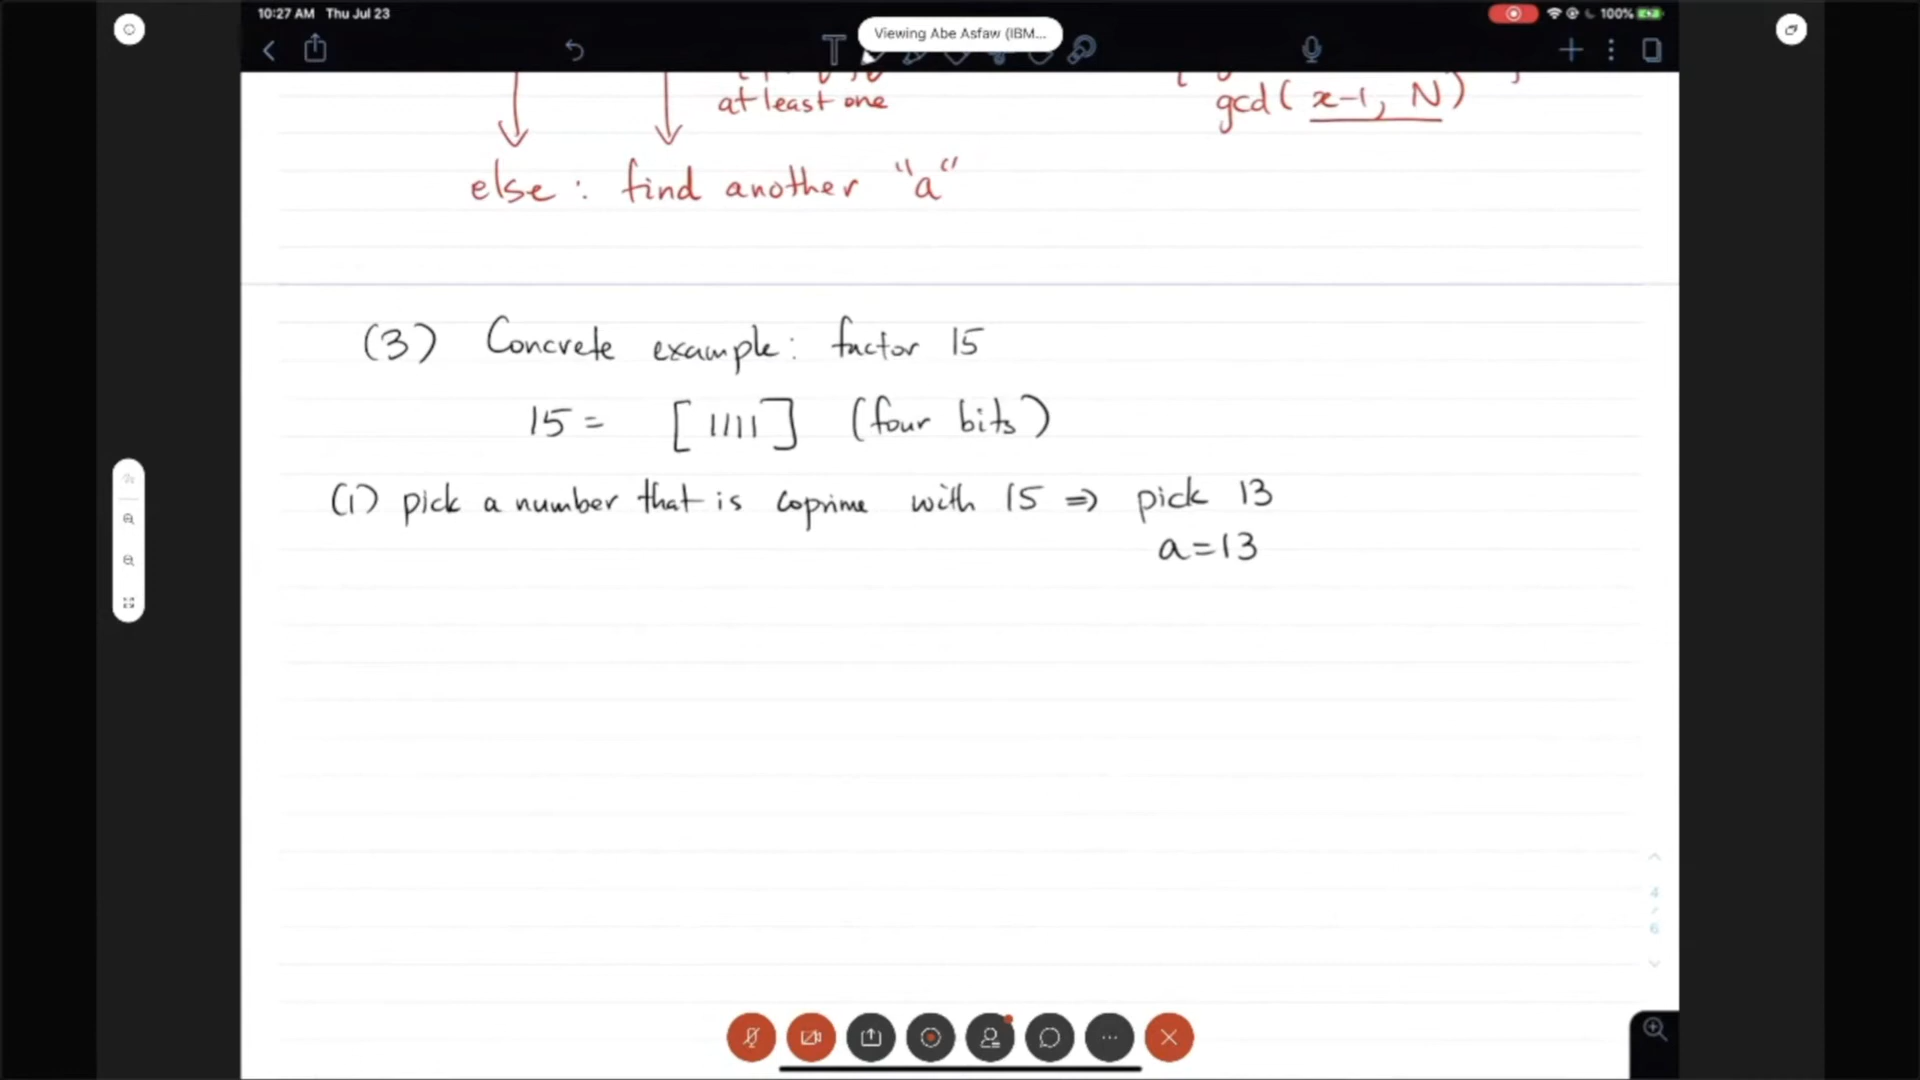 10:27 AM Thu Jul 23
100%
Viewing Abe Asfaw (IBM...
T
at least one
gcd( x-1, N)
else : find another "a"
(3) Concrete example: factor 15
15 = [1111] (four bits)
(1) pick a number that is coprime with 15 ⇒ pick 13
a=13
4
/
6